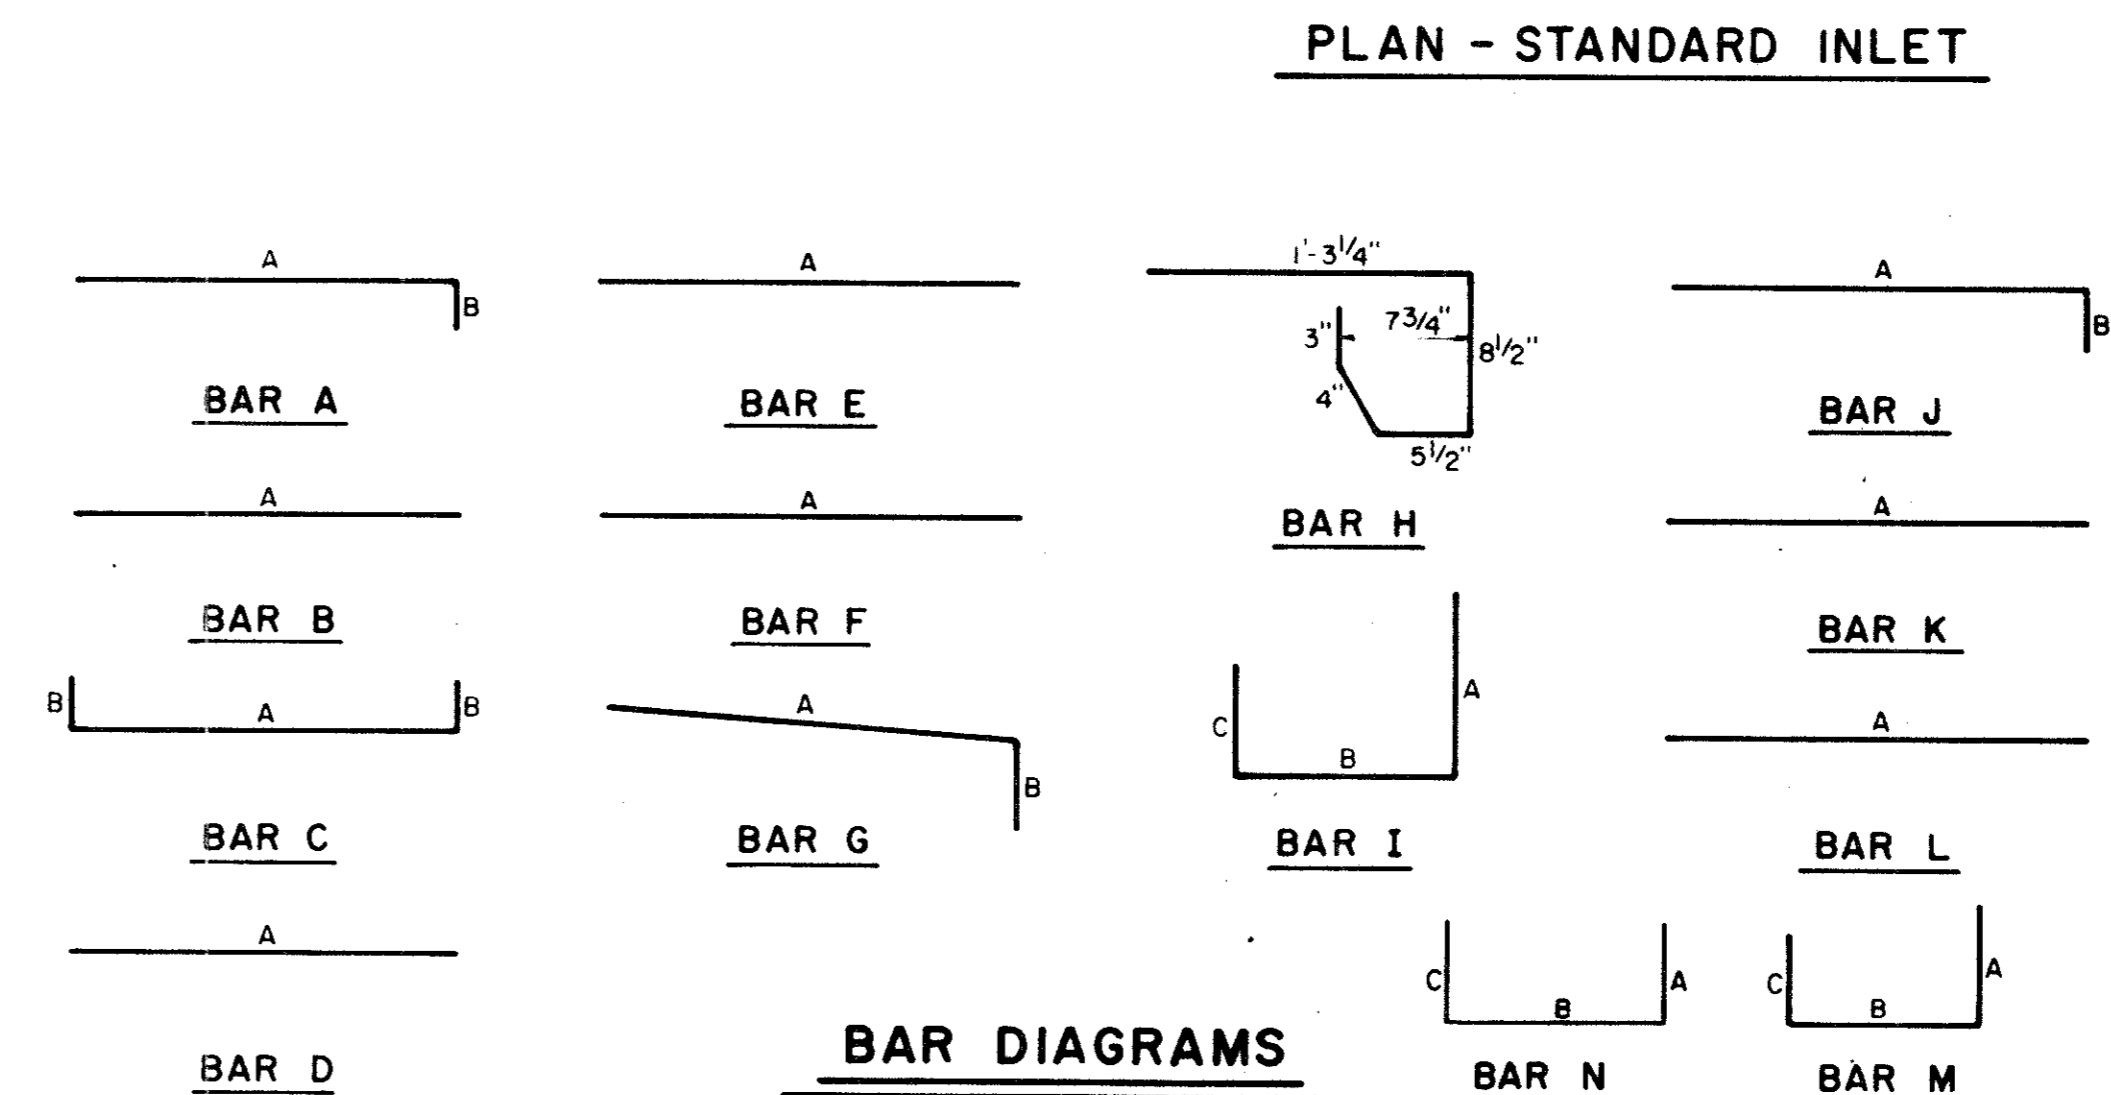 PLAN - STANDARD INLET
A
B
BAR A
A
BAR B
B
A
B
BAR C
A
BAR D
A
BAR E
A
BAR F
A
B
BAR G
1'-3 1/4"
3"
7 3/4"
8 1/2"
4"
5 1/2"
BAR H
A
C
B
BAR I
A
B
BAR J
A
BAR K
A
BAR L
C
B
A
BAR N
C
B
A
BAR M
BAR DIAGRAMS